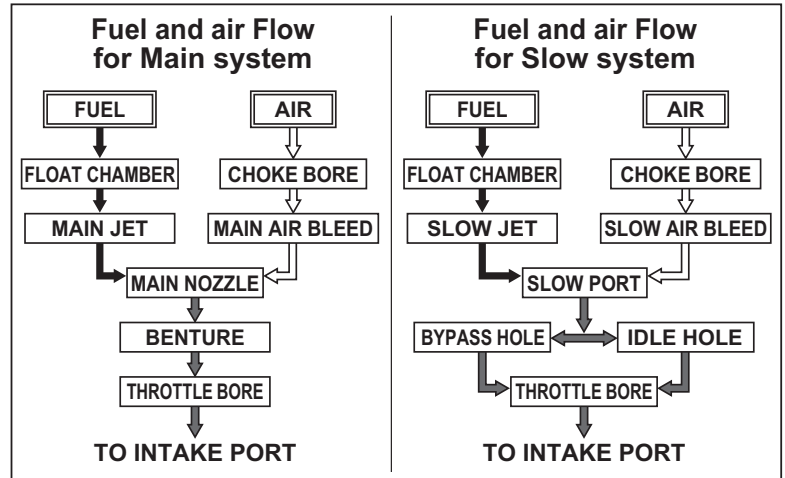 Fuel and air Flow
for Main system
FUEL
AIR
FLOAT CHAMBER
CHOKE BORE
MAIN JET
MAIN AIR BLEED
MAIN NOZZLE
BENTURE
THROTTLE BORE
TO INTAKE PORT
Fuel and air Flow
for Slow system
FUEL
AIR
FLOAT CHAMBER
CHOKE BORE
SLOW JET
SLOW AIR BLEED
SLOW PORT
BYPASS HOLE
IDLE HOLE
THROTTLE BORE
TO INTAKE PORT